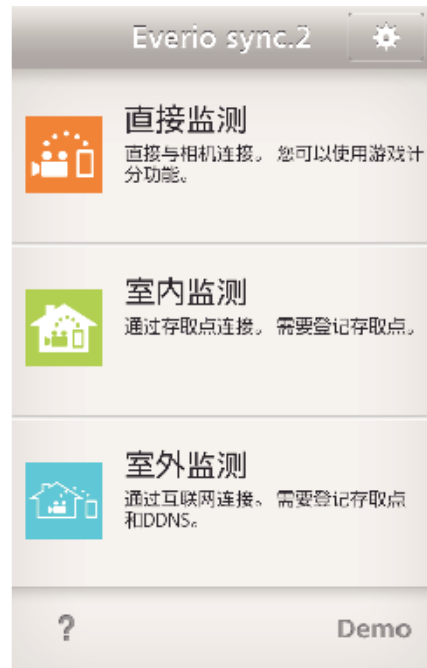 Everio sync.2
直接监测
直接与相机连接。您可以使用游戏计
分功能。
室内监测
通过存取点连接。需要登记存取点。
室外监测
通过互联网连接。需要登记存取点
和DDNS。
?
Demo